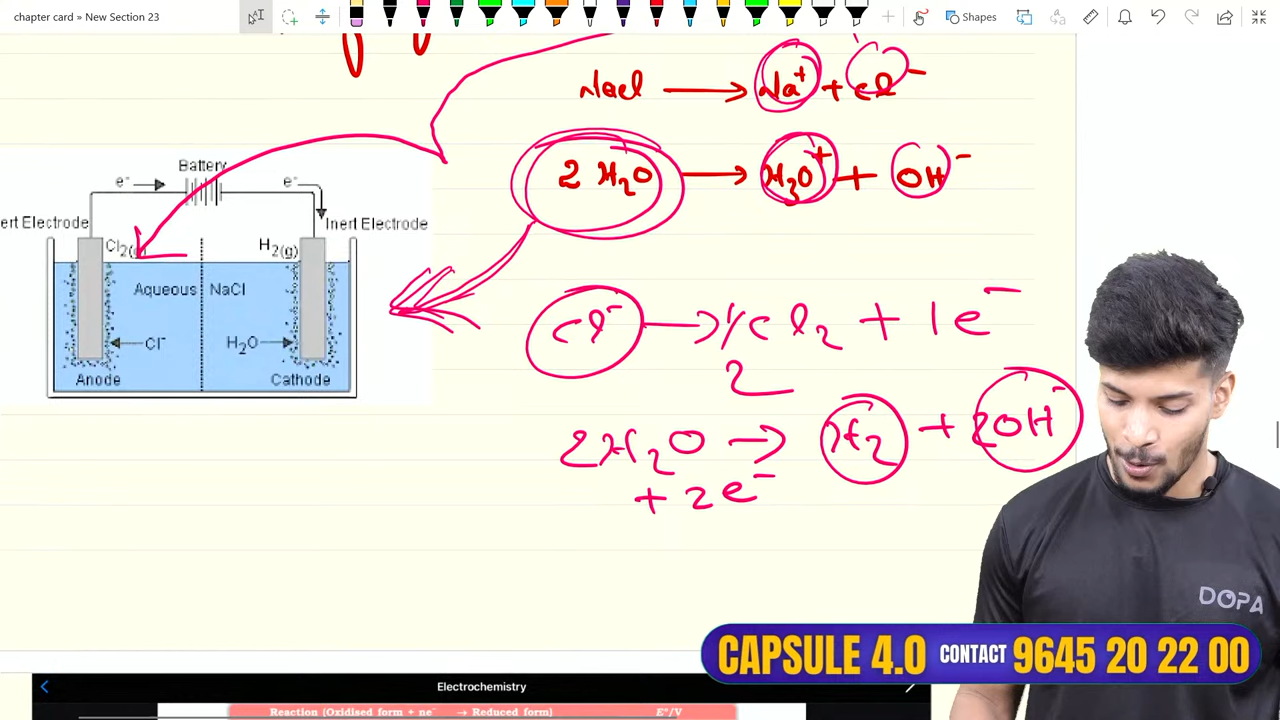 chapter card » New Section 23
Shapes
NaCl → Na⁺ + Cl⁻
2 H₂O → H₃O⁺ + OH⁻
Battery
e⁻ e⁻
ert Electrode Inert Electrode
Cl₂(g) H₂(g)
Aqueous NaCl
Cl⁻ H₂O
Anode Cathode
Cl⁻ → 1/2 Cl₂ + 1e⁻
2H₂O → H₂ + 2OH⁻
+ 2e⁻
DOPA
CAPSULE 4.0 CONTACT 9645 20 22 00
Electrochemistry
Reaction (Oxidised form + ne⁻ → Reduced form) E°/V